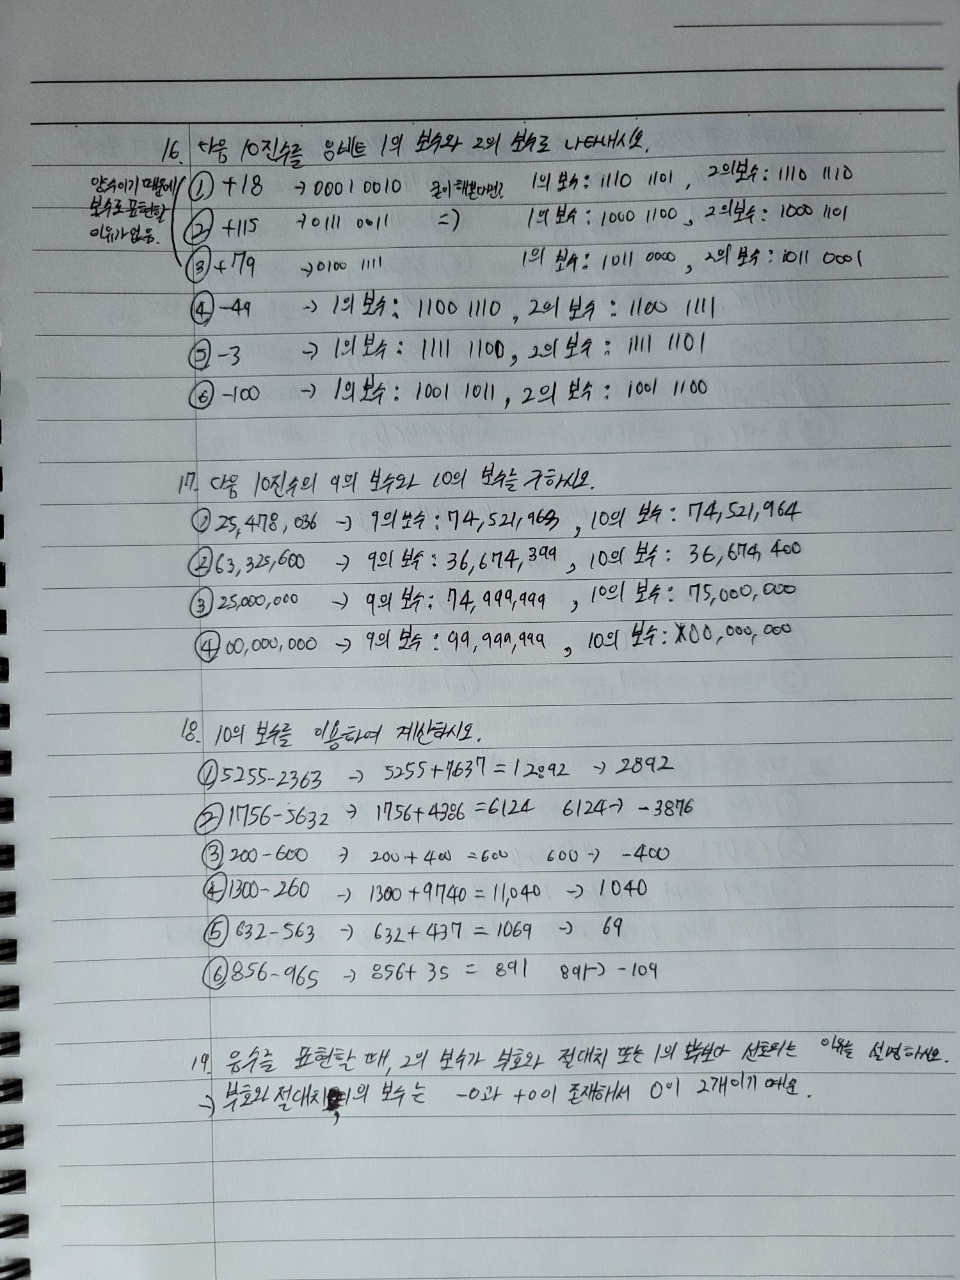 16. 다음 10진수를 8비트 1의 보수와 2의 보수로 나타내시오.
양수이기 때문에
보수로 표현할
이유가 없음.
① +18 → 0001 0010 굳이 해본다면? 1의 보수: 1110 1101, 2의보수: 1110 1110
② +115 → 0111 0011 => 1의 보수: 1000 1100, 2의 보수: 1000 1101
③ +79 → 0100 1111 1의 보수: 1011 0000, 2의 보수: 1011 0001
④ -49 → 1의 보수: 1100 1110, 2의 보수: 1100 1111
⑤ -3 → 1의 보수: 1111 1100, 2의 보수: 1111 1101
⑥ -100 → 1의 보수: 1001 1011, 2의 보수: 1001 1100
17. 다음 10진수의 9의 보수와 10의 보수를 구하시오.
① 25,478,036 → 9의 보수: 74,521,963, 10의 보수: 74,521,964
② 63,325,600 → 9의 보수: 36,674,399, 10의 보수: 36,674,400
③ 25,000,000 → 9의 보수: 74,999,999, 10의 보수: 75,000,000
④ 00,000,000 → 9의 보수: 99,999,999, 10의 보수: 00,000,000
18. 10의 보수를 이용하여 계산하시오.
① 5255-2363 → 5255+7637=12892 → 2892
② 1756-5632 → 1756+4386=6124 6124→ -3876
③ 200-600 → 200+400=600 600→ -400
④ 1300-260 → 1300+9740=11,040 → 1040
⑤ 632-563 → 632+437=1069 → 69
⑥ 856-965 → 856+35=891 891→ -109
19. 음수를 표현할 때, 2의 보수가 부호와 절대치 또는 1의 보수보다 선호되는 이유를 설명하시오.
→ 부호와 절대치, 1의 보수는 -0과 +0이 존재해서 0이 2개이기 때문.